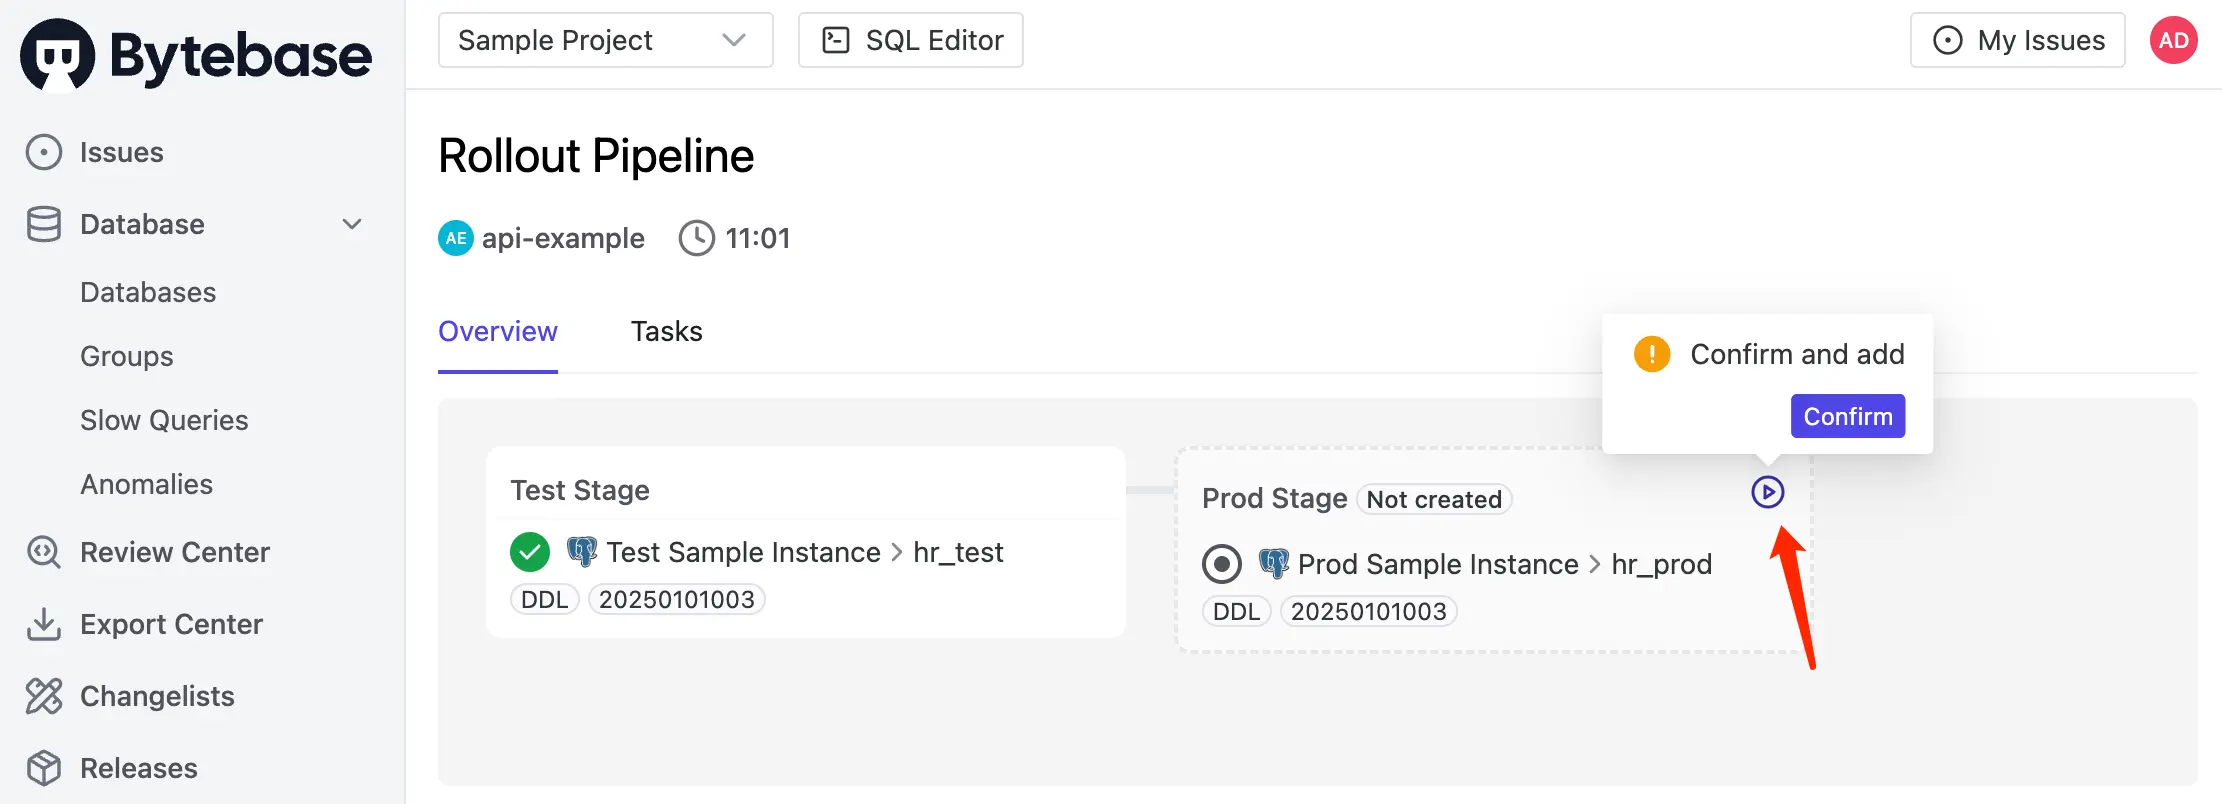 Bytebase
Sample Project
SQL Editor
My Issues
AD
Issues
Database
Databases
Groups
Slow Queries
Anomalies
Review Center
Export Center
Changelists
Releases
Rollout Pipeline
AE api-example 11:01
Overview Tasks
Confirm and add
Confirm
Test Stage
Test Sample Instance > hr_test
DDL 20250101003
Prod Stage Not created
Prod Sample Instance > hr_prod
DDL 20250101003